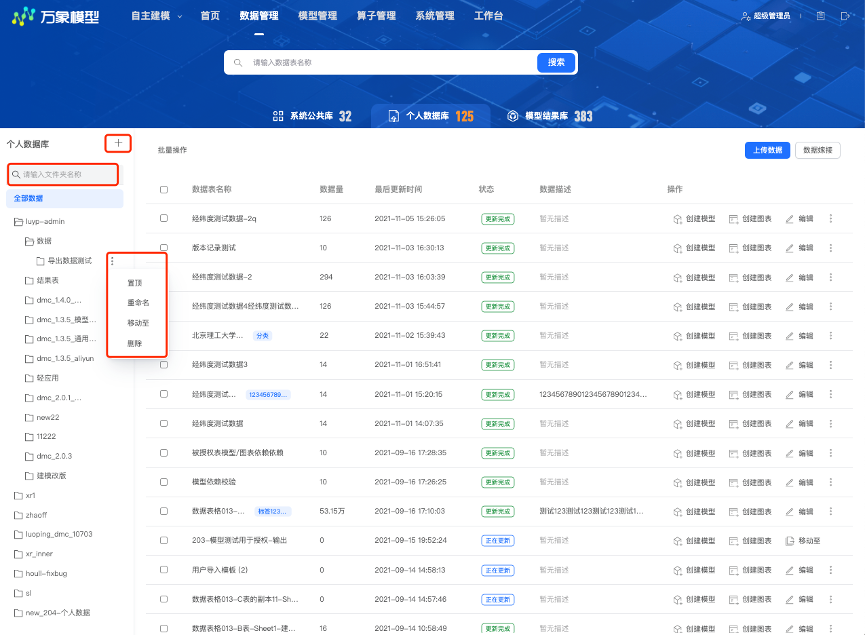 万象模型 自主建模 首页 数据管理 模型管理 算子管理 系统管理 工作台 超级管理员
请输入数据表名称 搜索
系统公共库 32 个人数据库 125 模型结果库 383
个人数据库 +
请输入文件夹名称
全部数据
luyp-admin
数据
导出数据测试
置顶
重命名
移动至
删除
结果表
dmc_1.4.0_...
dmc_1.3.5_模型...
dmc_1.3.5_通用...
dmc_1.3.5_aliyun
轻应用
dmc_2.0.1_...
new22
11222
dmc_2.0.3
建模改版
xr1
zhaoff
luoping_dmc_10703
xr_inner
houll-fixbug
sl
new_204-个人数据
批量操作 上传数据 数据嫁接
数据表名称 数据量 最后更新时间 状态 数据描述 操作
经纬度测试数据-2q 126 2021-11-05 15:26:05 更新完成 暂无描述 创建模型 创建图表 编辑
版本记录测试 10 2021-11-03 16:30:13 更新完成 暂无描述 创建模型 创建图表 编辑
经纬度测试数据-2 294 2021-11-03 16:03:39 更新完成 暂无描述 创建模型 创建图表 编辑
经纬度测试数据4经纬度测试数... 126 2021-11-03 15:44:57 更新完成 暂无描述 创建模型 创建图表 编辑
北京理工大学... 分类 22 2021-11-02 15:39:43 更新完成 暂无描述 创建模型 创建图表 编辑
经纬度测试数据3 14 2021-11-01 16:51:41 更新完成 暂无描述 创建模型 创建图表 编辑
经纬度测试... 123456789... 14 2021-11-01 15:20:15 更新完成 123456789012345678901234... 创建模型 创建图表 编辑
经纬度测试数据 14 2021-11-01 14:07:35 更新完成 暂无描述 创建模型 创建图表 编辑
被授权表模型/图表依赖依赖 10 2021-09-16 17:28:35 更新完成 暂无描述 创建模型 创建图表 编辑
模型依赖校验 10 2021-09-16 17:26:25 更新完成 暂无描述 创建模型 创建图表 编辑
数据表格013-... 标签123... 53.15万 2021-09-16 17:10:03 更新完成 测试123测试123测试123测试1... 创建模型 创建图表 编辑
203-模型测试用于授权-输出 0 2021-09-15 19:52:24 正在更新 暂无描述 创建模型 创建图表 移动至
用户导入模板 (2) 0 2021-09-14 14:58:13 正在更新 暂无描述 创建模型 创建图表 编辑
数据表格013-C表的副本11-Sh... 0 2021-09-14 14:57:46 正在更新 暂无描述 创建模型 创建图表 编辑
数据表格013-B表-Sheet1-建... 16 2021-09-14 10:58:49 更新完成 暂无描述 创建模型 创建图表 编辑